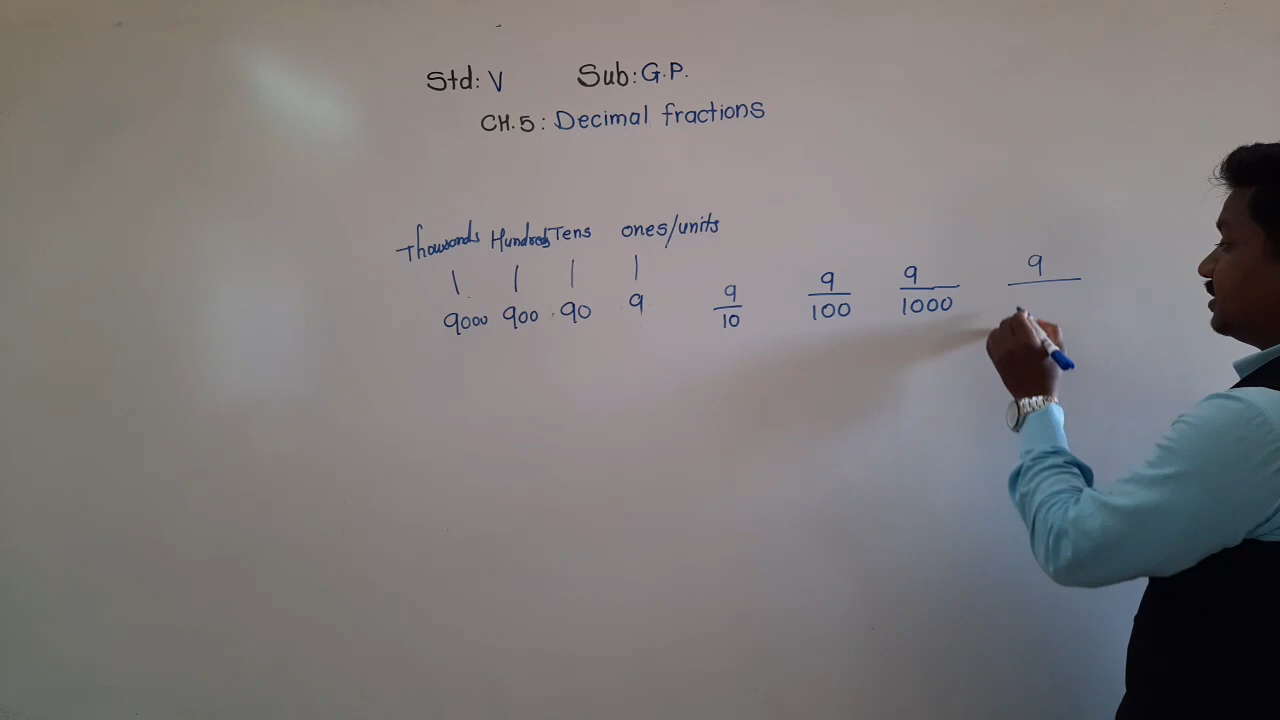 Std: V Sub: G.P.
CH.5: Decimal fractions
Thousands Hundreds Tens ones/units
9000 900 90 9 9/10 9/100 9/1000 9